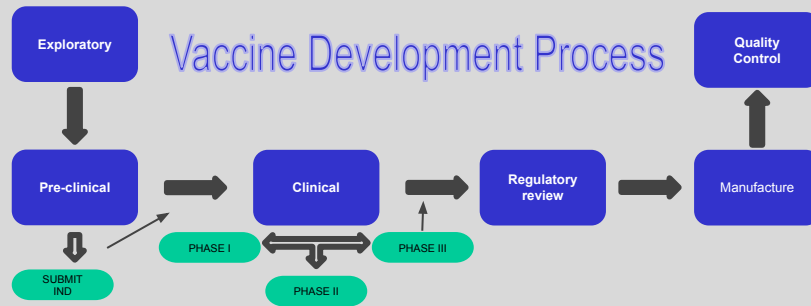 Exploratory
Vaccine Development Process
Quality
Control
Pre-clinical
Clinical
Regulatory
review
Manufacture
PHASE I
PHASE III
SUBMIT
IND
PHASE II